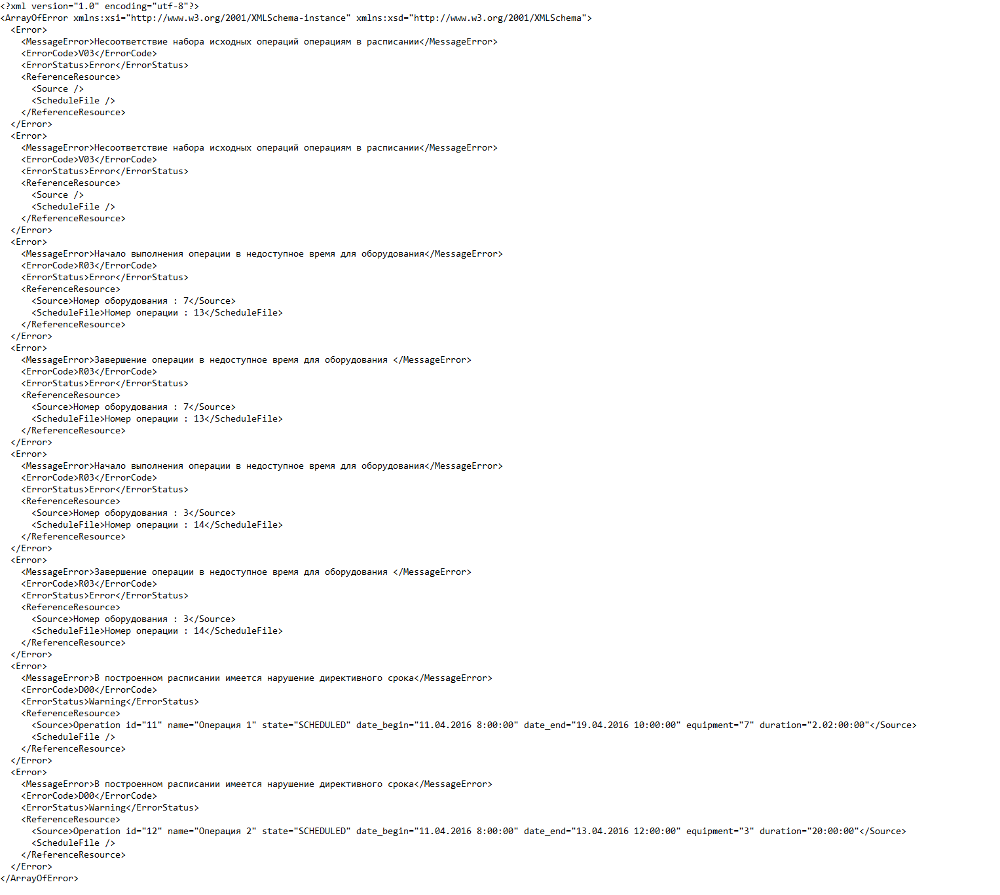 <?xml version="1.0" encoding="utf-8"?>
<ArrayOfError xmlns:xsi="http://www.w3.org/2001/XMLSchema-instance" xmlns:xsd="http://www.w3.org/2001/XMLSchema">
  <Error>
    <MessageError>Несоответствие набора исходных операций операциям в расписании</MessageError>
    <ErrorCode>V03</ErrorCode>
    <ErrorStatus>Error</ErrorStatus>
    <ReferenceResource>
      <Source />
      <ScheduleFile />
    </ReferenceResource>
  </Error>
  <Error>
    <MessageError>Несоответствие набора исходных операций операциям в расписании</MessageError>
    <ErrorCode>V03</ErrorCode>
    <ErrorStatus>Error</ErrorStatus>
    <ReferenceResource>
      <Source />
      <ScheduleFile />
    </ReferenceResource>
  </Error>
  <Error>
    <MessageError>Начало выполнения операции в недоступное время для оборудования</MessageError>
    <ErrorCode>R03</ErrorCode>
    <ErrorStatus>Error</ErrorStatus>
    <ReferenceResource>
      <Source>Номер оборудования : 7</Source>
      <ScheduleFile>Номер операции : 13</ScheduleFile>
    </ReferenceResource>
  </Error>
  <Error>
    <MessageError>Завершение операции в недоступное время для оборудования </MessageError>
    <ErrorCode>R03</ErrorCode>
    <ErrorStatus>Error</ErrorStatus>
    <ReferenceResource>
      <Source>Номер оборудования : 7</Source>
      <ScheduleFile>Номер операции : 13</ScheduleFile>
    </ReferenceResource>
  </Error>
  <Error>
    <MessageError>Начало выполнения операции в недоступное время для оборудования</MessageError>
    <ErrorCode>R03</ErrorCode>
    <ErrorStatus>Error</ErrorStatus>
    <ReferenceResource>
      <Source>Номер оборудования : 3</Source>
      <ScheduleFile>Номер операции : 14</ScheduleFile>
    </ReferenceResource>
  </Error>
  <Error>
    <MessageError>Завершение операции в недоступное время для оборудования </MessageError>
    <ErrorCode>R03</ErrorCode>
    <ErrorStatus>Error</ErrorStatus>
    <ReferenceResource>
      <Source>Номер оборудования : 3</Source>
      <ScheduleFile>Номер операции : 14</ScheduleFile>
    </ReferenceResource>
  </Error>
  <Error>
    <MessageError>В построенном расписании имеется нарушение директивного срока</MessageError>
    <ErrorCode>D00</ErrorCode>
    <ErrorStatus>Warning</ErrorStatus>
    <ReferenceResource>
      <Source>Operation id="11" name="Операция 1" state="SCHEDULED" date_begin="11.04.2016 8:00:00" date_end="19.04.2016 10:00:00" equipment="7" duration="2.02:00:00"</Source>
      <ScheduleFile />
    </ReferenceResource>
  </Error>
  <Error>
    <MessageError>В построенном расписании имеется нарушение директивного срока</MessageError>
    <ErrorCode>D00</ErrorCode>
    <ErrorStatus>Warning</ErrorStatus>
    <ReferenceResource>
      <Source>Operation id="12" name="Операция 2" state="SCHEDULED" date_begin="11.04.2016 8:00:00" date_end="13.04.2016 12:00:00" equipment="3" duration="20:00:00"</Source>
      <ScheduleFile />
    </ReferenceResource>
  </Error>
</ArrayOfError>